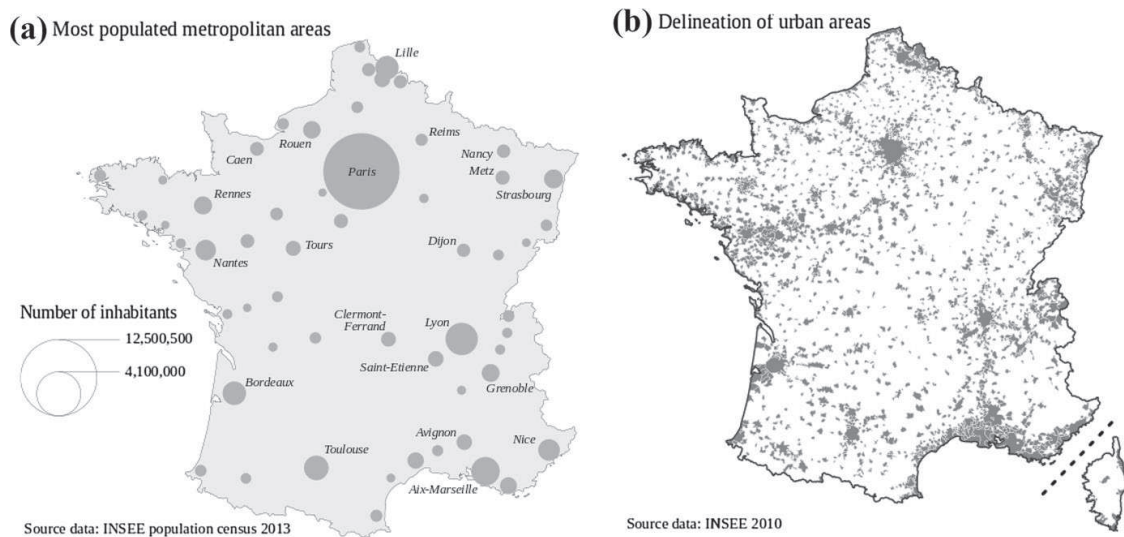 (a) Most populated metropolitan areas
Lille
Rouen
Reims
Caen
Paris
Nancy
Metz
Strasbourg
Rennes
Nantes
Tours
Dijon
Number of inhabitants
12,500,500
4,100,000
Clermont-
Ferrand
Lyon
Saint-Etienne
Grenoble
Bordeaux
Toulouse
Avignon
Nice
Aix-Marseille
Source data: INSEE population census 2013
(b) Delineation of urban areas
Source data: INSEE 2010